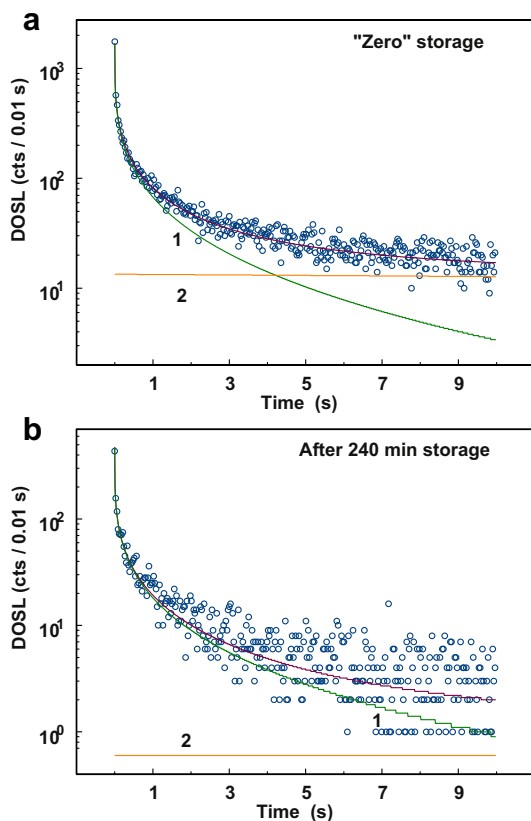 a
"Zero" storage
DOSL (cts / 0.01 s)
10³
10²
10¹
1
2
1 3 5 7 9
Time (s)
b
After 240 min storage
DOSL (cts / 0.01 s)
10²
10¹
10⁰
1
2
1 3 5 7 9
Time (s)